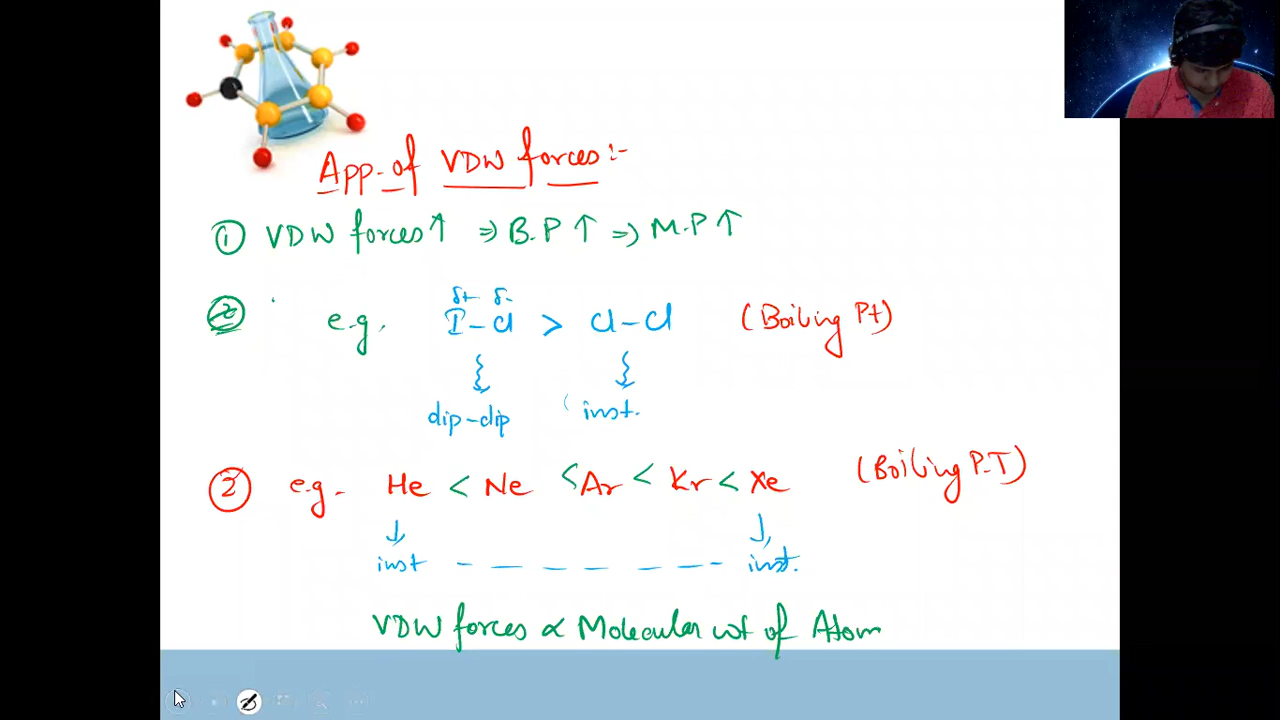 App. of VDW forces :-
① VDW forces ↑ ⇒ B.P ↑ ⇒ M.P ↑
δ+ δ-
e.g. I-Cl > Cl-Cl (Boiling Pt)
dip-dip inst.
② e.g. He < Ne < Ar < Kr < Xe (Boiling P.T)
inst ------ inst.
VDW forces ∝ Molecular wt of Atom